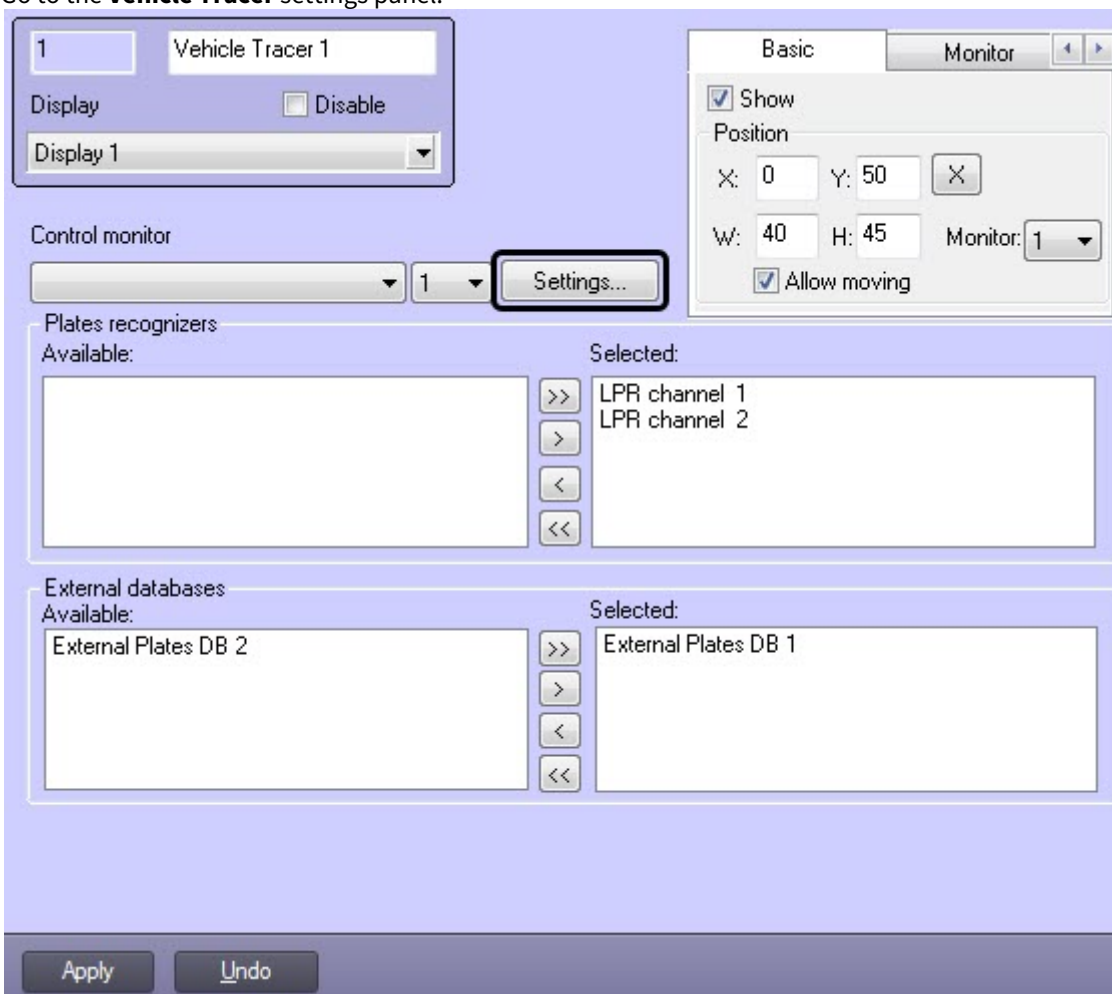 Go to the Vehicle Tracer settings panel.
1
Vehicle Tracer 1
Display
Disable
Display 1
Basic
Monitor
Show
Position
X: 0 Y: 50 X
W: 40 H: 45 Monitor: 1
Allow moving
Control monitor
1
Settings...
Plates recognizers
Available:
Selected:
>>
>
<
<<
LPR channel 1
LPR channel 2
External databases
Available:
Selected:
External Plates DB 2
>>
>
<
<<
External Plates DB 1
Apply
Undo